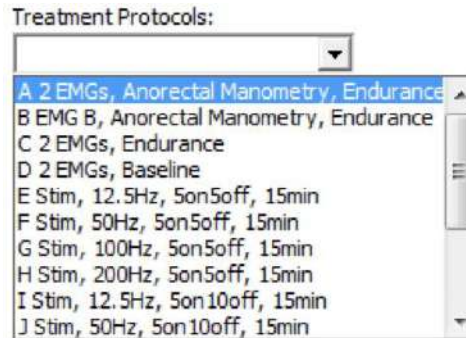 Treatment Protocols:
A 2 EMGs, Anorectal Manometry, Endurance
B EMG B, Anorectal Manometry, Endurance
C 2 EMGs, Endurance
D 2 EMGs, Baseline
E Stim, 12.5Hz, 5on5off, 15min
F Stim, 50Hz, 5on5off, 15min
G Stim, 100Hz, 5on5off, 15min
H Stim, 200Hz, 5on5off, 15min
I Stim, 12.5Hz, 5on10off, 15min
J Stim, 50Hz, 5on10off, 15min